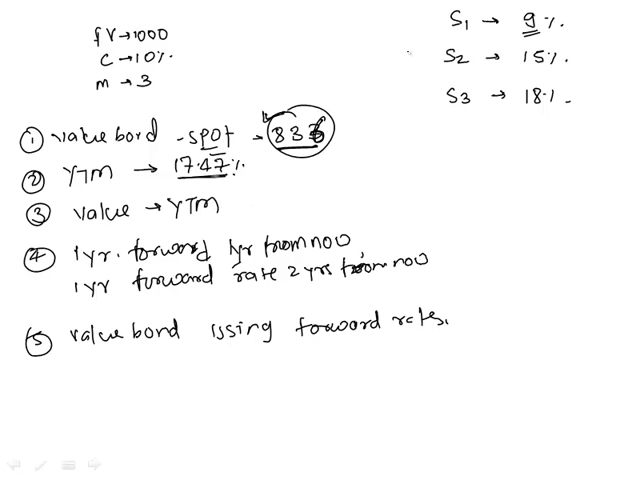 FV→1000
C→10%.
m→3
S1 → 9%.
S2 → 15%.
S3 → 18%.
① value bond - spot → 833
② YTM → 17.47%.
③ value → YTM
④ 1yr. forward 1yr from now
1yr forward rate 2yrs from now
⑤ value bond issing forward rates.